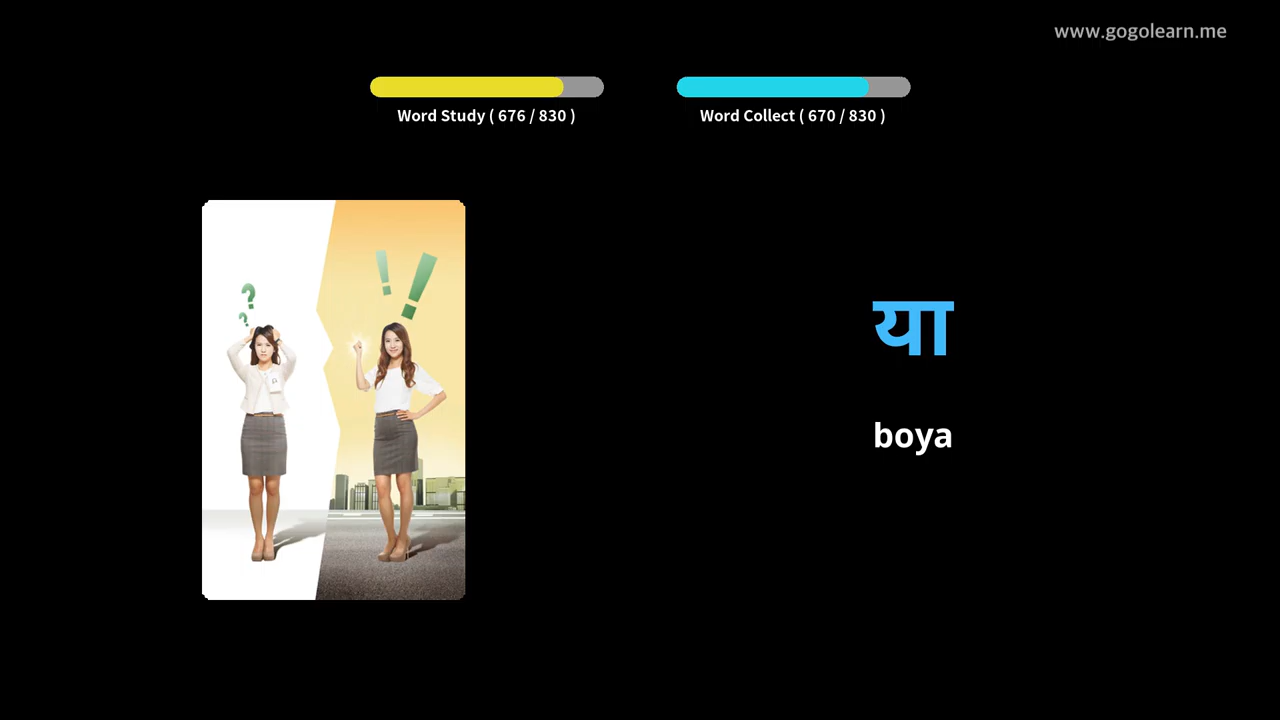 www.gogolearn.me
Word Study ( 676 / 830 )
Word Collect ( 670 / 830 )
? ?
! !
या
boya